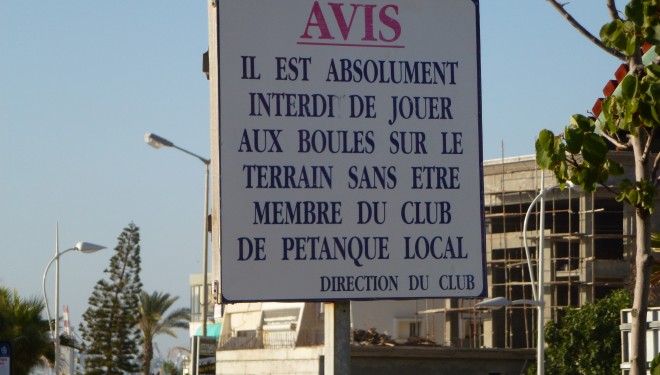 AVIS
IL EST ABSOLUMENT
INTERDI DE JOUER
AUX BOULES SUR LE
TERRAIN SANS ETRE
MEMBRE DU CLUB
DE PETANQUE LOCAL
DIRECTION DU CLUB